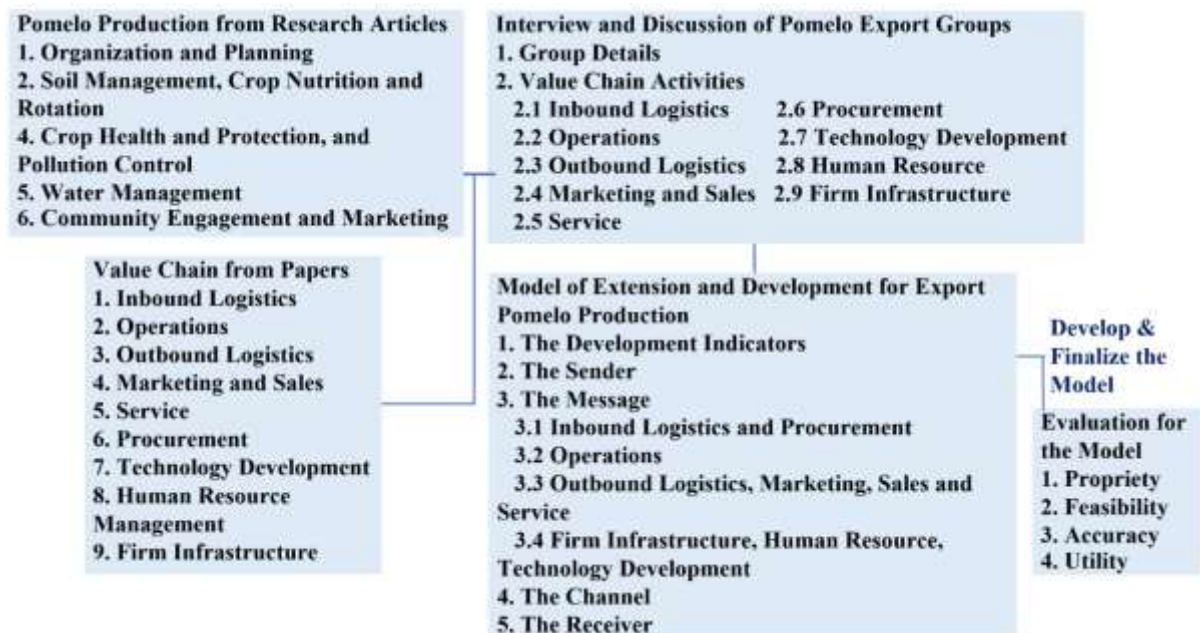 Pomelo Production from Research Articles
1. Organization and Planning
2. Soil Management, Crop Nutrition and
Rotation
4. Crop Health and Protection, and
Pollution Control
5. Water Management
6. Community Engagement and Marketing
Interview and Discussion of Pomelo Export Groups
1. Group Details
2. Value Chain Activities
2.1 Inbound Logistics
2.2 Operations
2.3 Outbound Logistics
2.4 Marketing and Sales
2.5 Service
2.6 Procurement
2.7 Technology Development
2.8 Human Resource
2.9 Firm Infrastructure
Value Chain from Papers
1. Inbound Logistics
2. Operations
3. Outbound Logistics
4. Marketing and Sales
5. Service
6. Procurement
7. Technology Development
8. Human Resource
Management
9. Firm Infrastructure
Model of Extension and Development for Export
Pomelo Production
1. The Development Indicators
2. The Sender
3. The Message
3.1 Inbound Logistics and Procurement
3.2 Operations
3.3 Outbound Logistics, Marketing, Sales and
Service
3.4 Firm Infrastructure, Human Resource,
Technology Development
4. The Channel
5. The Receiver
Develop &
Finalize the
Model
Evaluation for
the Model
1. Propriety
2. Feasibility
3. Accuracy
4. Utility